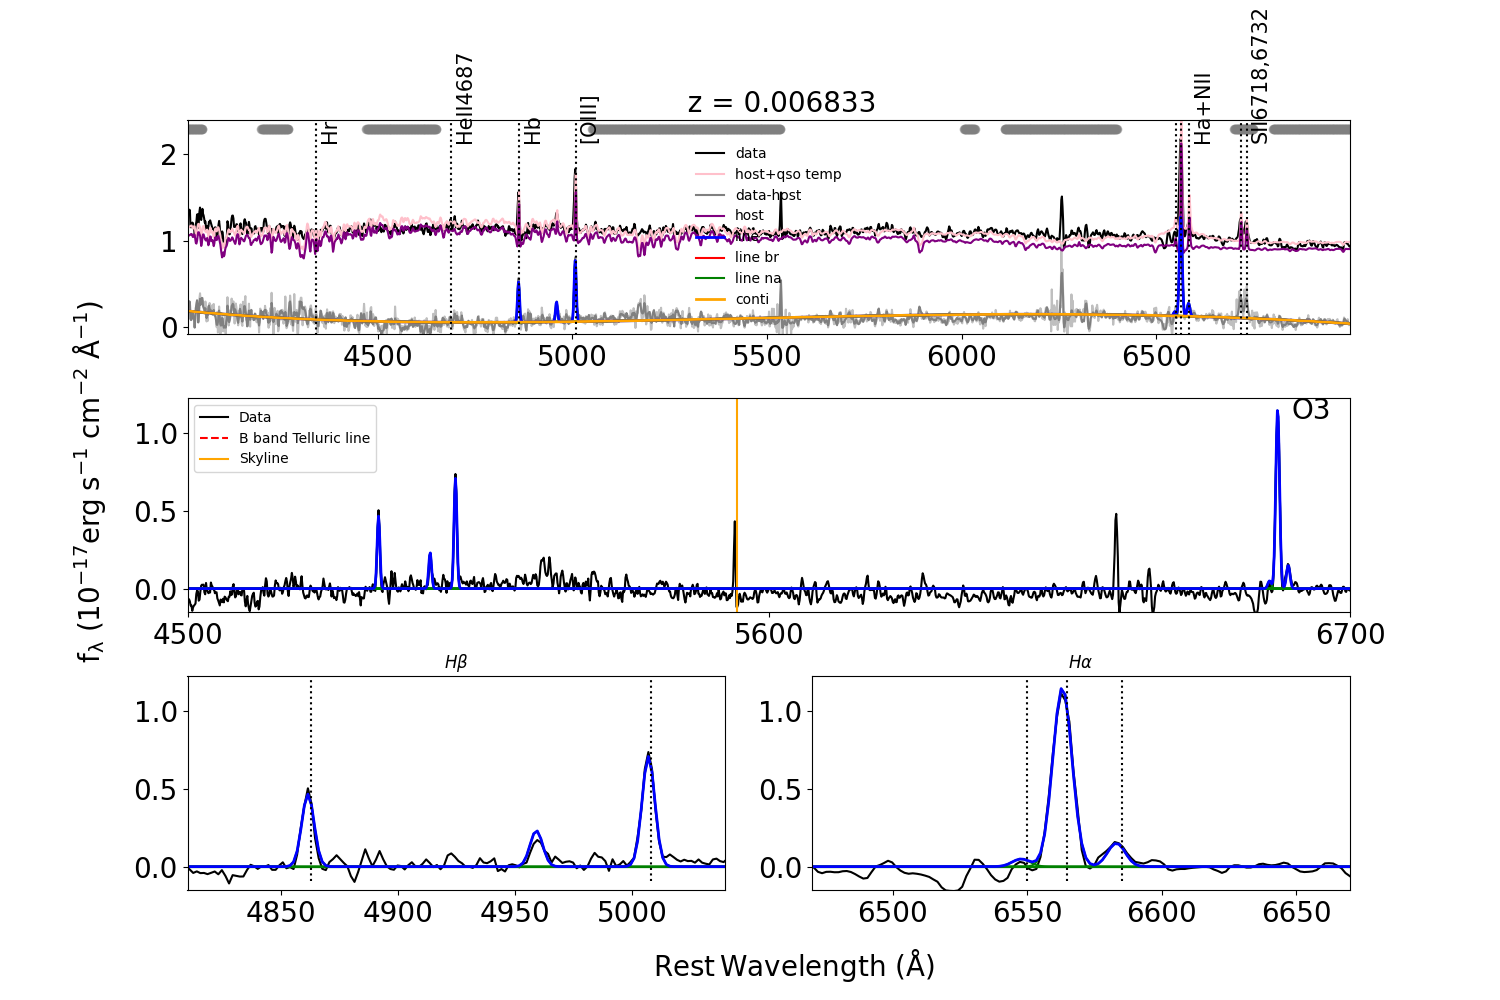 z = 0.006833
Hr
HeII4687
Hb
[OIII]
Ha+NII
SII6718,6732
data
host+qso temp
data-host
host
line br
line na
conti
2
1
0
4500
5000
5500
6000
6500
Data
B band Telluric line
Skyline
O3
1.0
0.5
0.0
4500
5600
6700
fλ (10−17erg s−1 cm−2 Å−1)
Hβ
1.0
0.5
0.0
4850
4900
4950
5000
Hα
1.0
0.5
0.0
6500
6550
6600
6650
Rest Wavelength (Å)